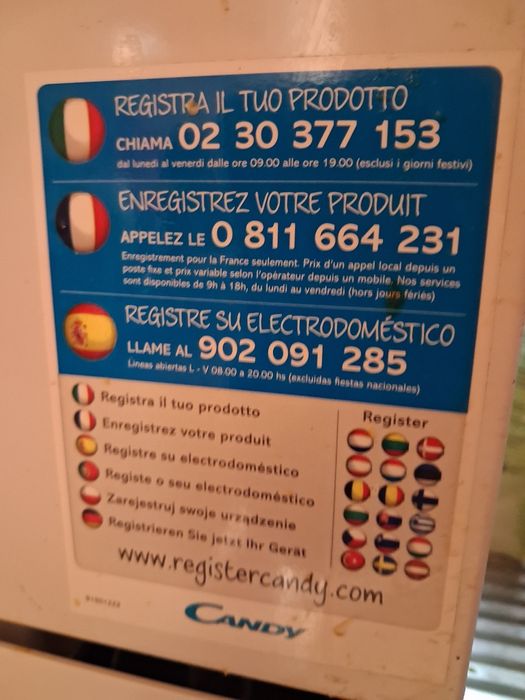 REGISTRA IL TUO PRODOTTO
CHIAMA 02 30 377 153
dal lunedì al venerdì dalle ore 09.00 alle ore 19.00 (esclusi i giorni festivi)
ENREGISTREZ VOTRE PRODUIT
APPELEZ LE 0 811 664 231
Enregistrement pour la France seulement. Prix d'un appel local depuis un
poste fixe et prix variable selon l'opérateur depuis un mobile. Nos services
sont disponibles de 9h à 18h, du lundi au vendredi (hors jours fériés)
REGISTRE SU ELECTRODOMÉSTICO
LLAME AL 902 091 285
Lineas abiertas L - V 08.00 a 20.00 hs (excluidas fiestas nacionales)
Registra il tuo prodotto
Enregistrez votre produit
Registre su electrodoméstico
Registe o seu electrodoméstico
Zarejestruj swoje urządzenie
Registrieren Sie jetzt Ihr Gerät
Register
www.registercandy.com
CANDY